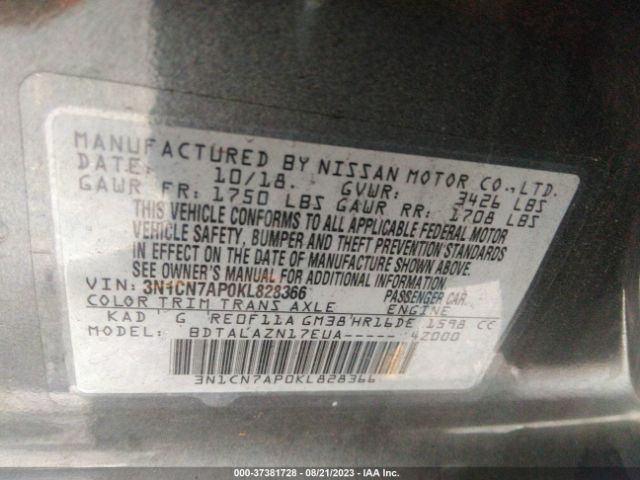 MANUFACTURED BY NISSAN MOTOR CO.,LTD.
DATE: 10/18. GVWR: 3426 LBS
GAWR FR: 1750 LBS GAWR RR: 1708 LBS
THIS VEHICLE CONFORMS TO ALL APPLICABLE FEDERAL MOTOR
VEHICLE SAFETY, BUMPER AND THEFT PREVENTION STANDARDS
IN EFFECT ON THE DATE OF MANUFACTURE SHOWN ABOVE.
SEE OWNER'S MANUAL FOR ADDITIONAL INFORMATION
VIN: 3N1CN7AP0KL828366 PASSENGER CAR
COLOR TRIM TRANS AXLE ENGINE
KAD G RE0F11A GM38 HR16DE 1598 CC
MODEL: BDTALAZN17EUA-----4Z000
3N1CN7AP0KL828366
000-37381728 - 08/21/2023 - IAA Inc.